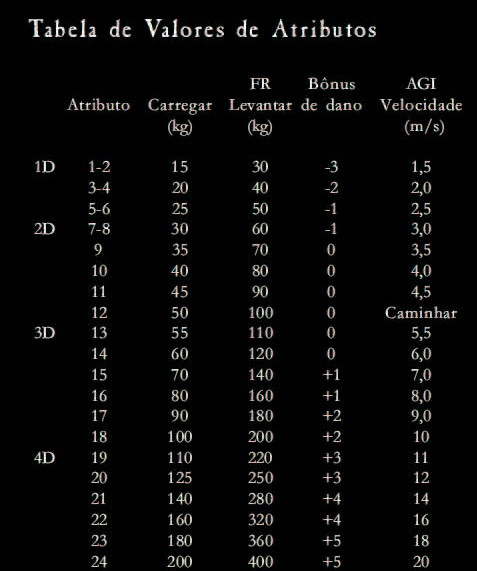 Tabela de Valores de Atributos
FR Bônus AGI
Atributo Carregar Levantar de dano Velocidade
(kg) (kg) (m/s)
1D 1-2 15 30 -3 1,5
3-4 20 40 -2 2,0
5-6 25 50 -1 2,5
2D 7-8 30 60 -1 3,0
9 35 70 0 3,5
10 40 80 0 4,0
11 45 90 0 4,5
12 50 100 0 Caminhar
3D 13 55 110 0 5,5
14 60 120 0 6,0
15 70 140 +1 7,0
16 80 160 +1 8,0
17 90 180 +2 9,0
18 100 200 +2 10
4D 19 110 220 +3 11
20 125 250 +3 12
21 140 280 +4 14
22 160 320 +4 16
23 180 360 +5 18
24 200 400 +5 20